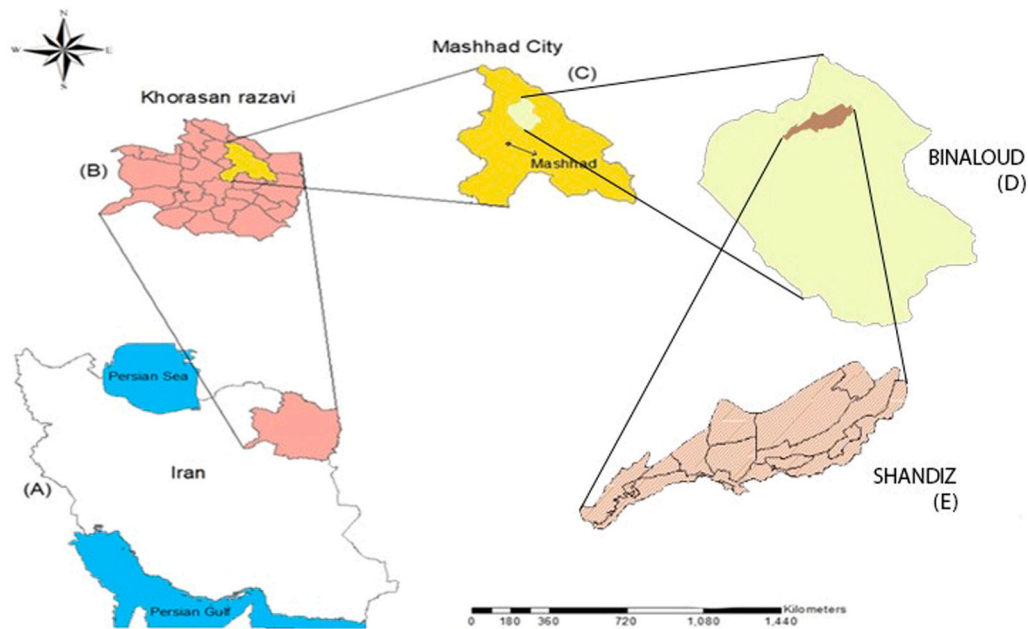 N
W
E
S
Mashhad City
(C)
Khorasan razavi
(B)
Mashhad
BINALOUD
(D)
Persian Sea
Iran
(A)
SHANDIZ
(E)
Persian Gulf
Kilometers
0 180 360 720 1,080 1,440